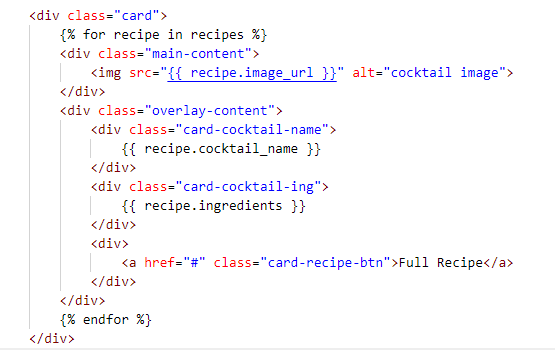 <div class="card">
{% for recipe in recipes %}
<div class="main-content">
<img src="{{ recipe.image_url }}" alt="cocktail image">
</div>
<div class="overlay-content">
<div class="card-cocktail-name">
{{ recipe.cocktail_name }}
</div>
<div class="card-cocktail-ing">
{{ recipe.ingredients }}
</div>
<div>
<a href="#" class="card-recipe-btn">Full Recipe</a>
</div>
</div>
{% endfor %}
</div>